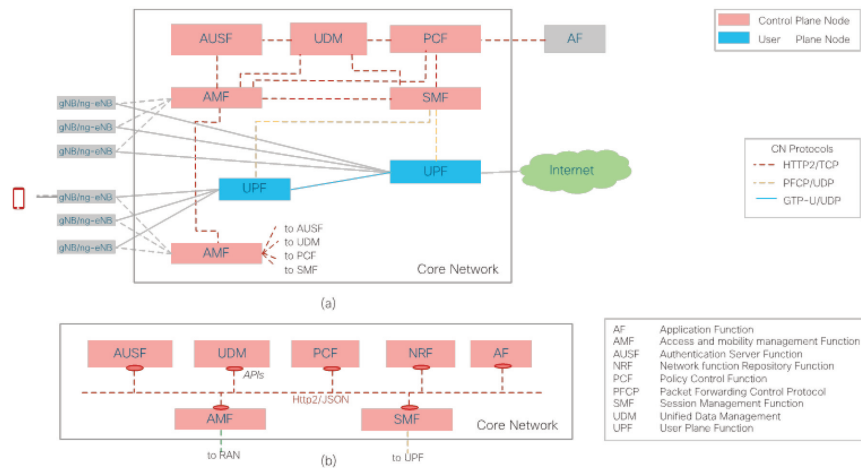 AUSF
UDM
PCF
AF
Control Plane Node
User Plane Node
AMF
SMF
gNB/ng-eNB
gNB/ng-eNB
gNB/ng-eNB
CN Protocols
HTTP2/TCP
PFCP/UDP
GTP-U/UDP
UPF
Internet
UPF
gNB/ng-eNB
gNB/ng-eNB
gNB/ng-eNB
AMF
to AUSF
to UDM
to PCF
to SMF
Core Network
(a)
AUSF
UDM
PCF
NRF
AF
APIs
Http2/JSON
AMF
SMF
Core Network
to RAN
to UPF
(b)
AF Application Function
AMF Access and mobility management Function
AUSF Authentication Server Function
NRF Network function Repository Function
PCF Policy Control Function
PFCP Packet Forwarding Control Protocol
SMF Session Management Function
UDM Unified Data Management
UPF User Plane Function